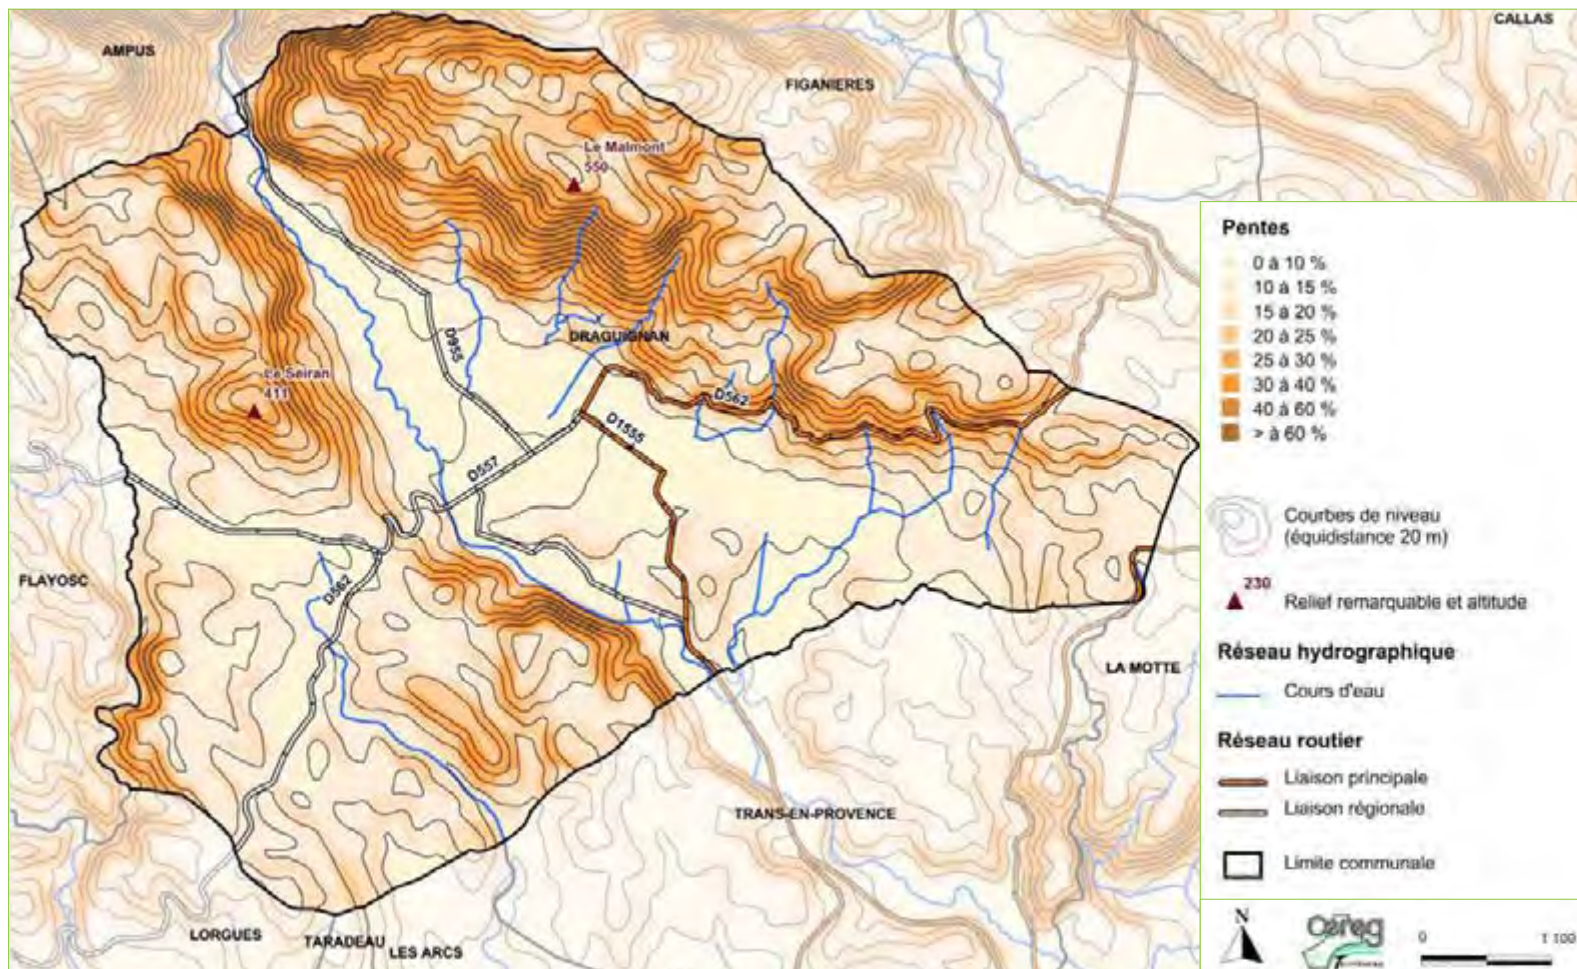 AMPUS
CALLAS
FIGANIERES
Le Malmont
550
DRAGUIGNAN
D955
Le Seiran
411
D562
D1555
D557
FLAYOSC
D562
LA MOTTE
TRANS-EN-PROVENCE
LORGUES
TARADEAU
LES ARCS
Pentes
0 à 10 %
10 à 15 %
15 à 20 %
20 à 25 %
25 à 30 %
30 à 40 %
40 à 60 %
> à 60 %
Courbes de niveau
(équidistance 20 m)
230
Relief remarquable et altitude
Réseau hydrographique
Cours d'eau
Réseau routier
Liaison principale
Liaison régionale
Limite communale
N
Cereg
0
1 100